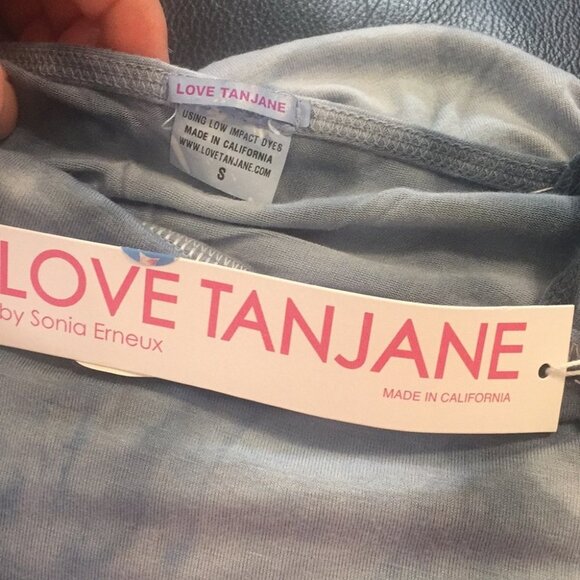 LOVE TANJANE
USING LOW IMPACT DYES
MADE IN CALIFORNIA
WWW.LOVETANJANE.COM
S
LOVE TANJANE
by Sonia Erneux
MADE IN CALIFORNIA